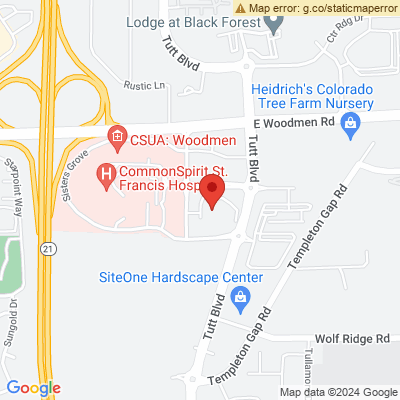 Map error: g.co/staticmaperror
Lodge at Black Forest
Ctr Rdg Dr
Tutt Blvd
Rustic Ln
Heidrich's Colorado
Tree Farm Nursery
E Woodmen Rd
CSUA: Woodmen
Tutt Blvd
Sisters Grove
CommonSpirit St.
Francis Hosp
Starpoint Way
Templeton Gap Rd
21
SiteOne Hardscape Center
Sungold Dr
Tutt Blvd
Wolf Ridge Rd
Templeton Gap Rd
Google
Map data ©2024 Google